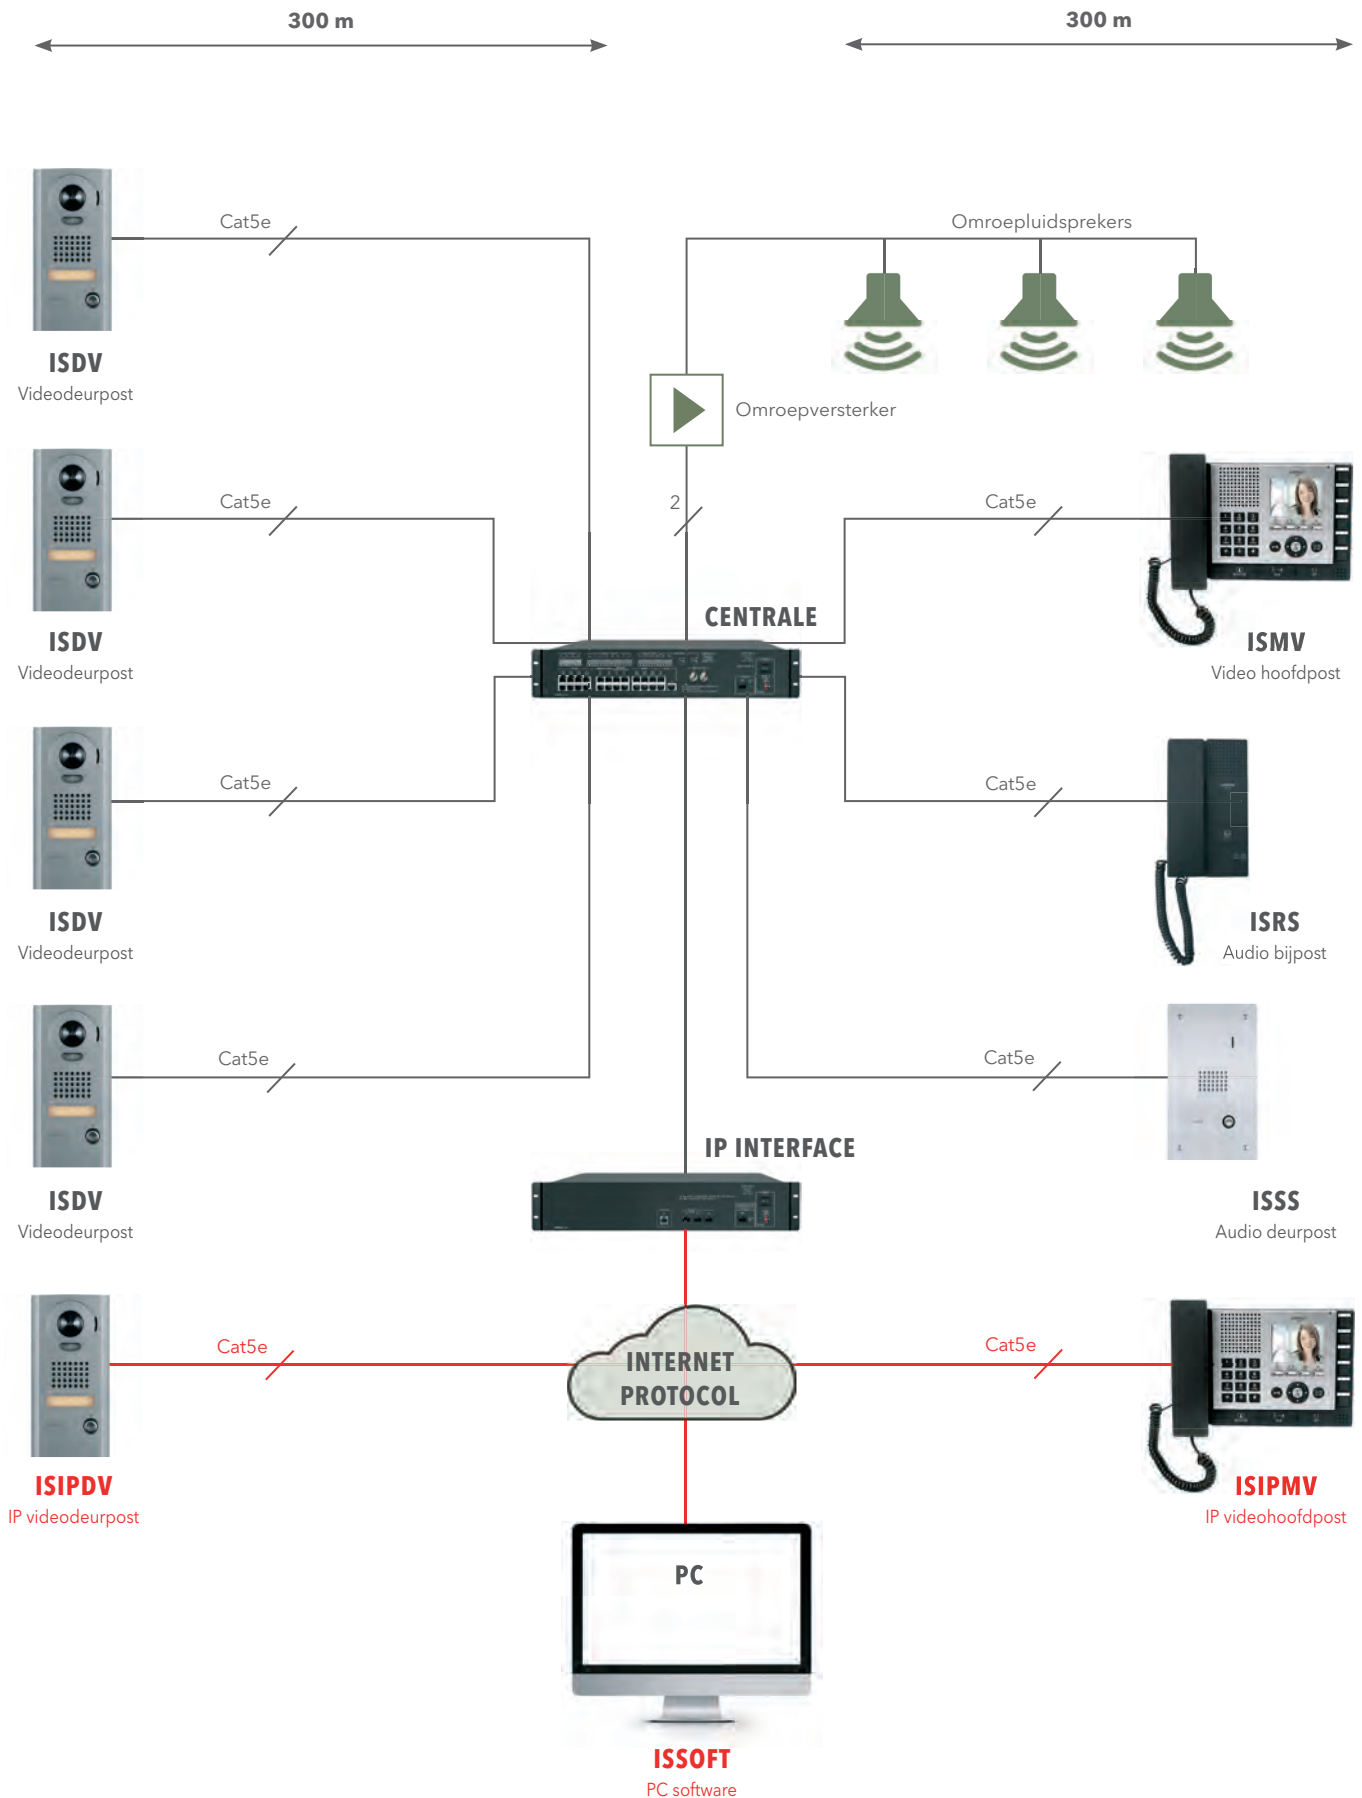 300 m
300 m
Cat5e
Omroepluidsprekers
ISDV
Videodeurpost
Omroepversterker
Cat5e
2
Cat5e
CENTRALE
ISDV
Videodeurpost
ISMV
Video hoofdpost
Cat5e
Cat5e
ISDV
Videodeurpost
ISRS
Audio bijpost
Cat5e
Cat5e
IP INTERFACE
ISDV
Videodeurpost
ISSS
Audio deurpost
Cat5e
Cat5e
INTERNET
PROTOCOL
ISIPDV
IP videodeurpost
ISIPMV
IP videohoofdpost
PC
ISSOFT
PC software